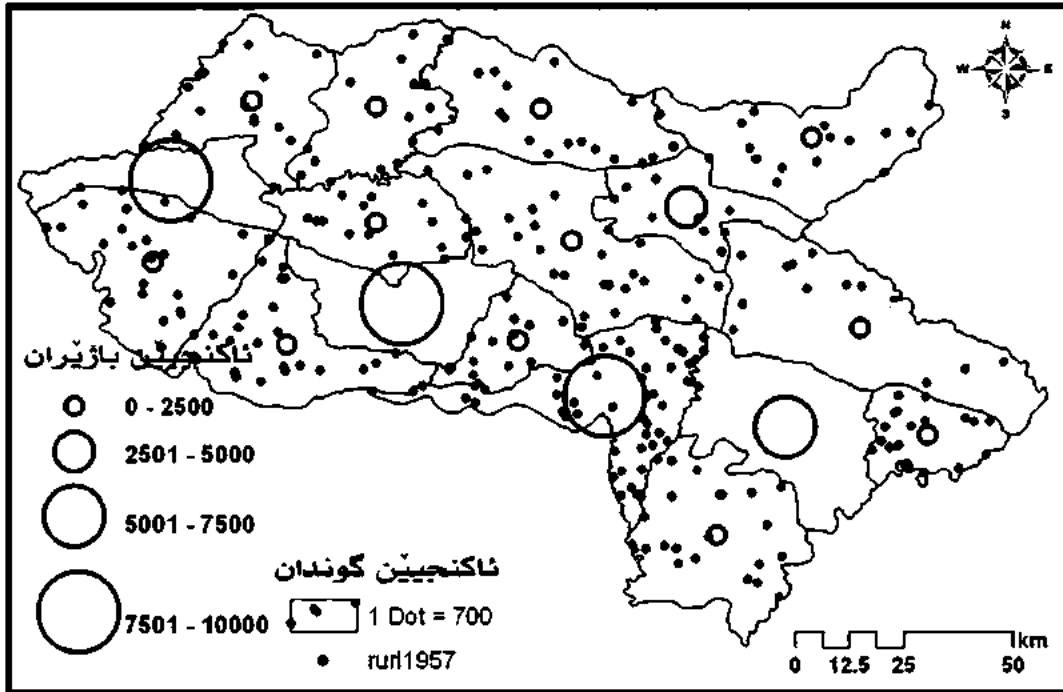 N
W E
S
ئاکنجیێن باژێران
0 - 2500
2501 - 5000
5001 - 7500
7501 - 10000
ئاکنجیێن گوندان
1 Dot = 700
rurl1957
km
0 12.5 25 50